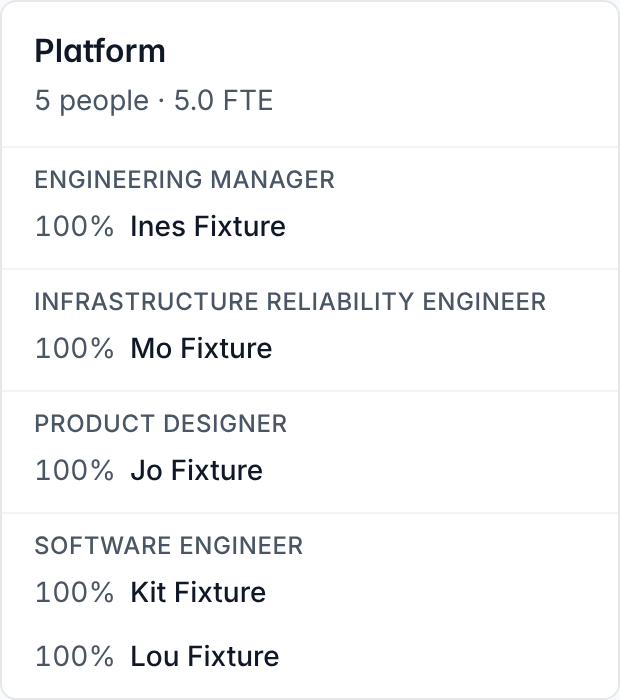 Platform
5 people · 5.0 FTE
ENGINEERING MANAGER
100% Ines Fixture
INFRASTRUCTURE RELIABILITY ENGINEER
100% Mo Fixture
PRODUCT DESIGNER
100% Jo Fixture
SOFTWARE ENGINEER
100% Kit Fixture
100% Lou Fixture